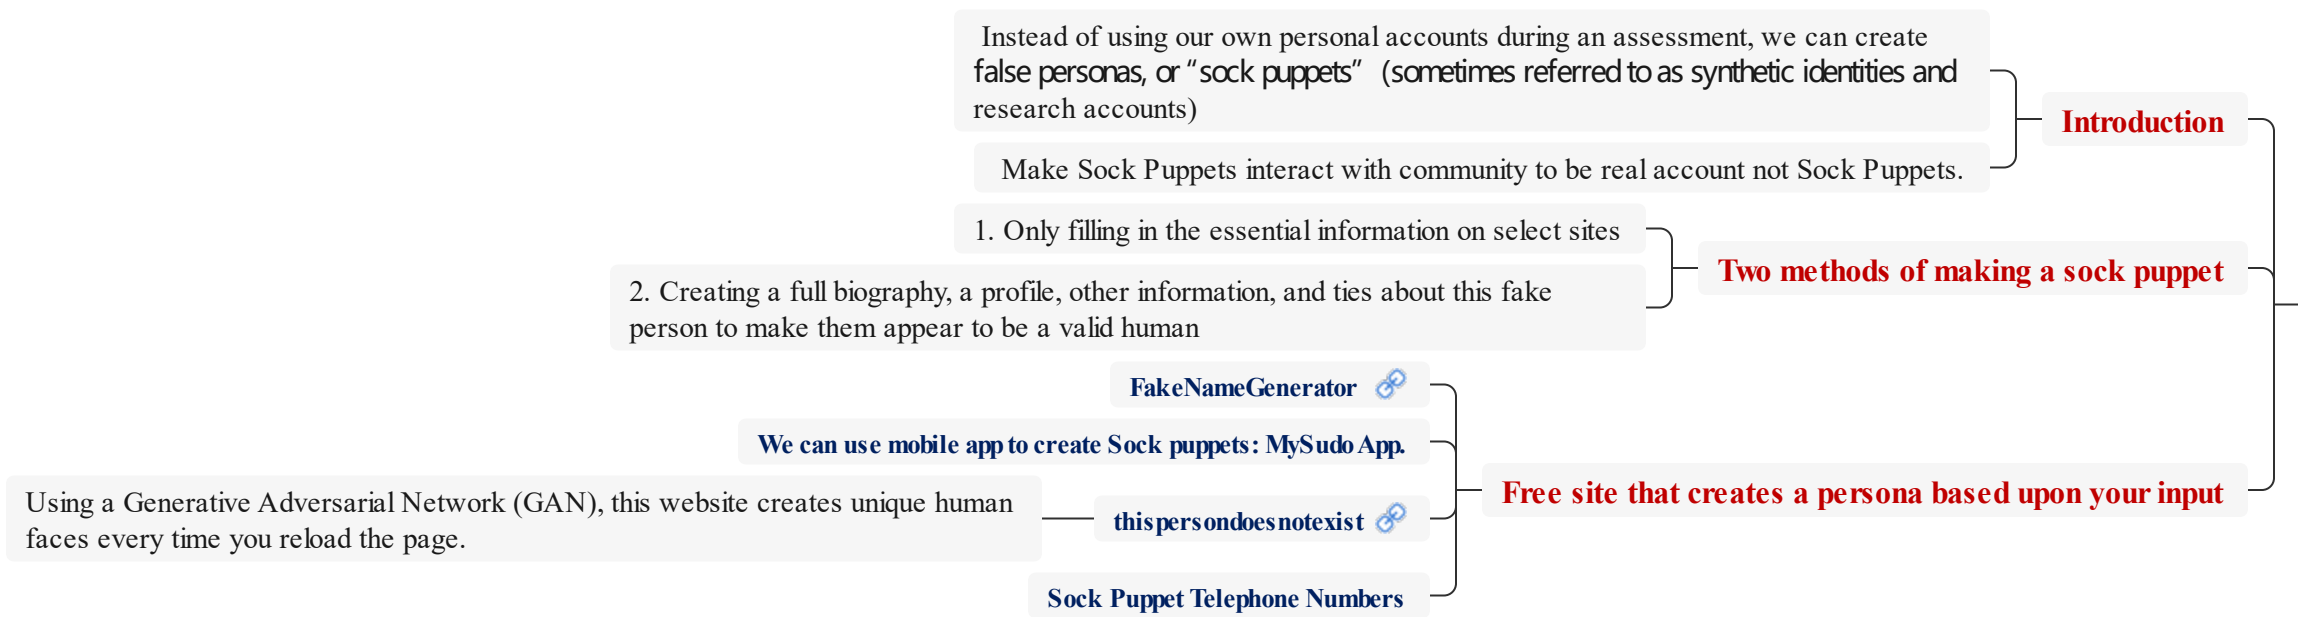 Instead of using our own personal accounts during an assessment, we can create
false personas, or “sock puppets” (sometimes referred to as synthetic identities and
research accounts)
Introduction
Make Sock Puppets interact with community to be real account not Sock Puppets.
1. Only filling in the essential information on select sites
Two methods of making a sock puppet
2. Creating a full biography, a profile, other information, and ties about this fake
person to make them appear to be a valid human
FakeNameGenerator
We can use mobile app to create Sock puppets: MySudo App.
Free site that creates a persona based upon your input
Using a Generative Adversarial Network (GAN), this website creates unique human
faces every time you reload the page.
thispersondoesnotexist
Sock Puppet Telephone Numbers